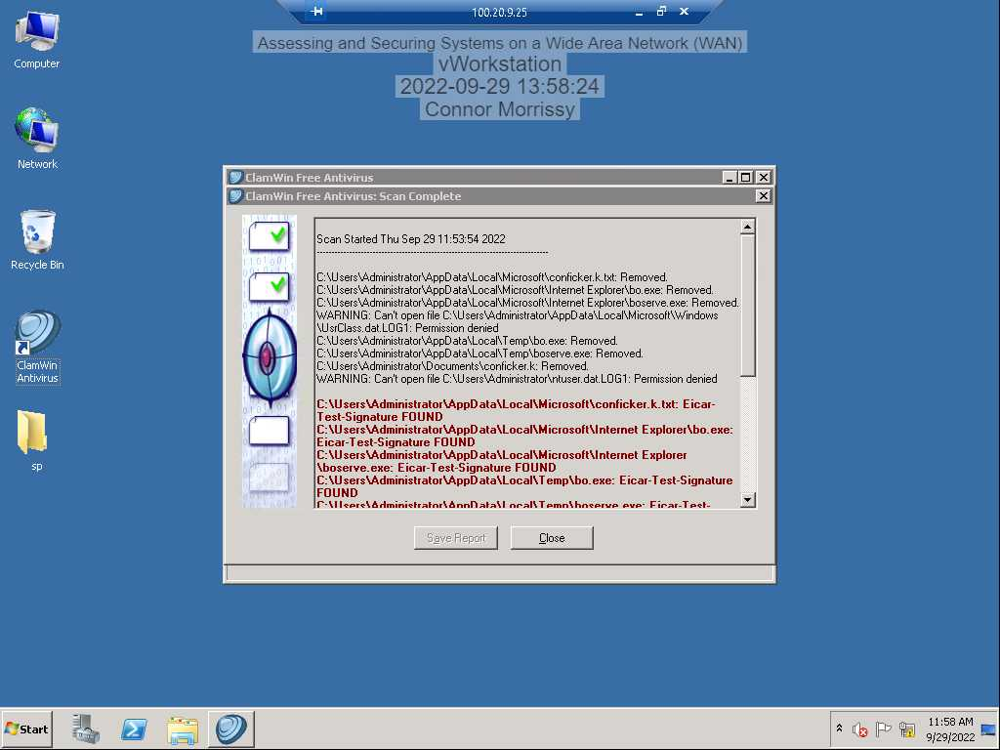 100.20.9.25
Assessing and Securing Systems on a Wide Area Network (WAN)
vWorkstation
2022-09-29 13:58:24
Connor Morrissy
Computer
Network
Recycle Bin
ClamWin
Antivirus
sp
ClamWin Free Antivirus
ClamWin Free Antivirus: Scan Complete
Scan Started Thu Sep 29 11:53:54 2022
-------------------------------------------------------------------------------
C:\Users\Administrator\AppData\Local\Microsoft\conficker.k.txt: Removed.
C:\Users\Administrator\AppData\Local\Microsoft\Internet Explorer\bo.exe: Removed.
C:\Users\Administrator\AppData\Local\Microsoft\Internet Explorer\boserve.exe: Removed.
WARNING: Can't open file C:\Users\Administrator\AppData\Local\Microsoft\Windows
\UsrClass.dat.LOG1: Permission denied
C:\Users\Administrator\AppData\Local\Temp\bo.exe: Removed.
C:\Users\Administrator\AppData\Local\Temp\boserve.exe: Removed.
C:\Users\Administrator\Documents\conficker.k: Removed.
WARNING: Can't open file C:\Users\Administrator\ntuser.dat.LOG1: Permission denied
C:\Users\Administrator\AppData\Local\Microsoft\conficker.k.txt: Eicar-
Test-Signature FOUND
C:\Users\Administrator\AppData\Local\Microsoft\Internet Explorer\bo.exe:
Eicar-Test-Signature FOUND
C:\Users\Administrator\AppData\Local\Microsoft\Internet Explorer
\boserve.exe: Eicar-Test-Signature FOUND
C:\Users\Administrator\AppData\Local\Temp\bo.exe: Eicar-Test-Signature
FOUND
C:\Users\Administrator\AppData\Local\Temp\boserve.exe: Eicar-Test-
Save Report
Close
Start
11:58 AM
9/29/2022